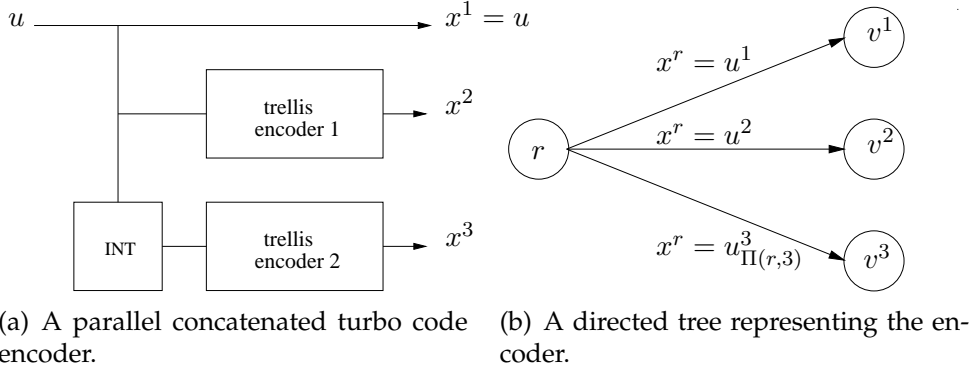 u
x^1 = u
trellis
encoder 1
x^2
INT
trellis
encoder 2
x^3
(a) A parallel concatenated turbo code
encoder.
r
x^r = u^1
v^1
x^r = u^2
v^2
x^r = u^3_{Π(r,3)}
v^3
(b) A directed tree representing the en-
coder.